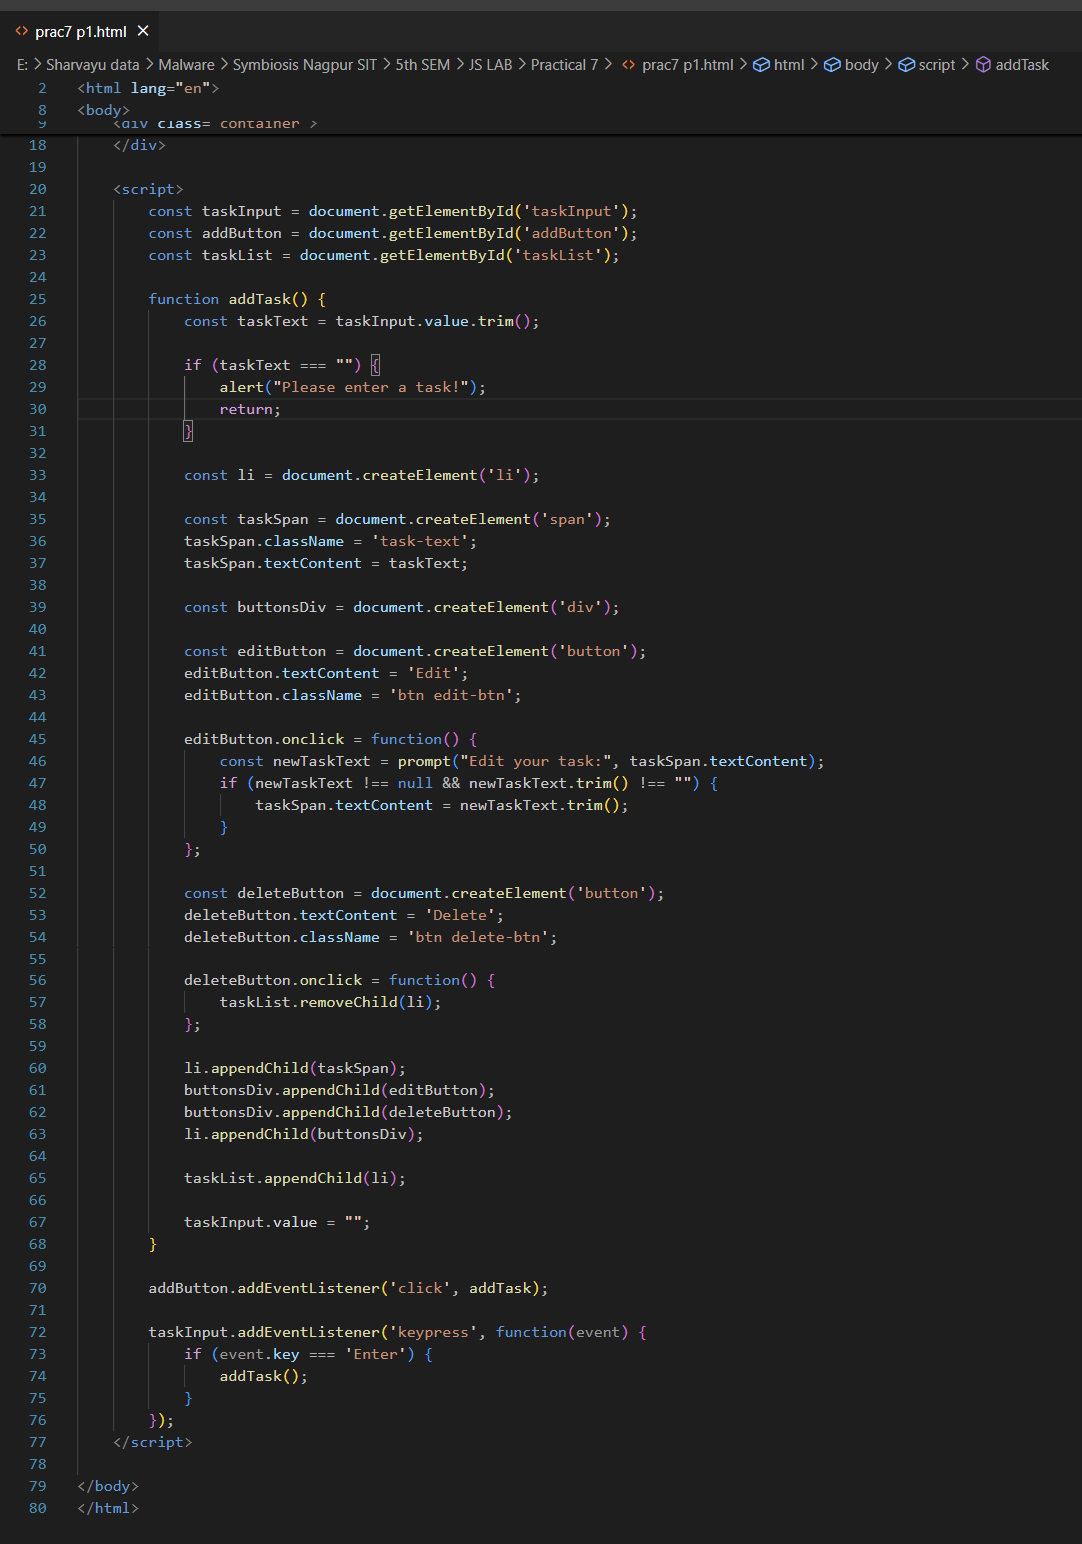 <> prac7 p1.html ×
E: > Sharvayu data > Malware > Symbiosis Nagpur SIT > 5th SEM > JS LAB > Practical 7 > <> prac7 p1.html > html > body > script > addTask
2 <html lang="en">
8 <body>
9 <div class= container >
18 </div>
19
20 <script>
21 const taskInput = document.getElementById('taskInput');
22 const addButton = document.getElementById('addButton');
23 const taskList = document.getElementById('taskList');
24
25 function addTask() {
26 const taskText = taskInput.value.trim();
27
28 if (taskText === "") {
29 alert("Please enter a task!");
30 return;
31 }
32
33 const li = document.createElement('li');
34
35 const taskSpan = document.createElement('span');
36 taskSpan.className = 'task-text';
37 taskSpan.textContent = taskText;
38
39 const buttonsDiv = document.createElement('div');
40
41 const editButton = document.createElement('button');
42 editButton.textContent = 'Edit';
43 editButton.className = 'btn edit-btn';
44
45 editButton.onclick = function() {
46 const newTaskText = prompt("Edit your task:", taskSpan.textContent);
47 if (newTaskText !== null && newTaskText.trim() !== "") {
48 taskSpan.textContent = newTaskText.trim();
49 }
50 };
51
52 const deleteButton = document.createElement('button');
53 deleteButton.textContent = 'Delete';
54 deleteButton.className = 'btn delete-btn';
55
56 deleteButton.onclick = function() {
57 taskList.removeChild(li);
58 };
59
60 li.appendChild(taskSpan);
61 buttonsDiv.appendChild(editButton);
62 buttonsDiv.appendChild(deleteButton);
63 li.appendChild(buttonsDiv);
64
65 taskList.appendChild(li);
66
67 taskInput.value = "";
68 }
69
70 addButton.addEventListener('click', addTask);
71
72 taskInput.addEventListener('keypress', function(event) {
73 if (event.key === 'Enter') {
74 addTask();
75 }
76 });
77 </script>
78
79 </body>
80 </html>